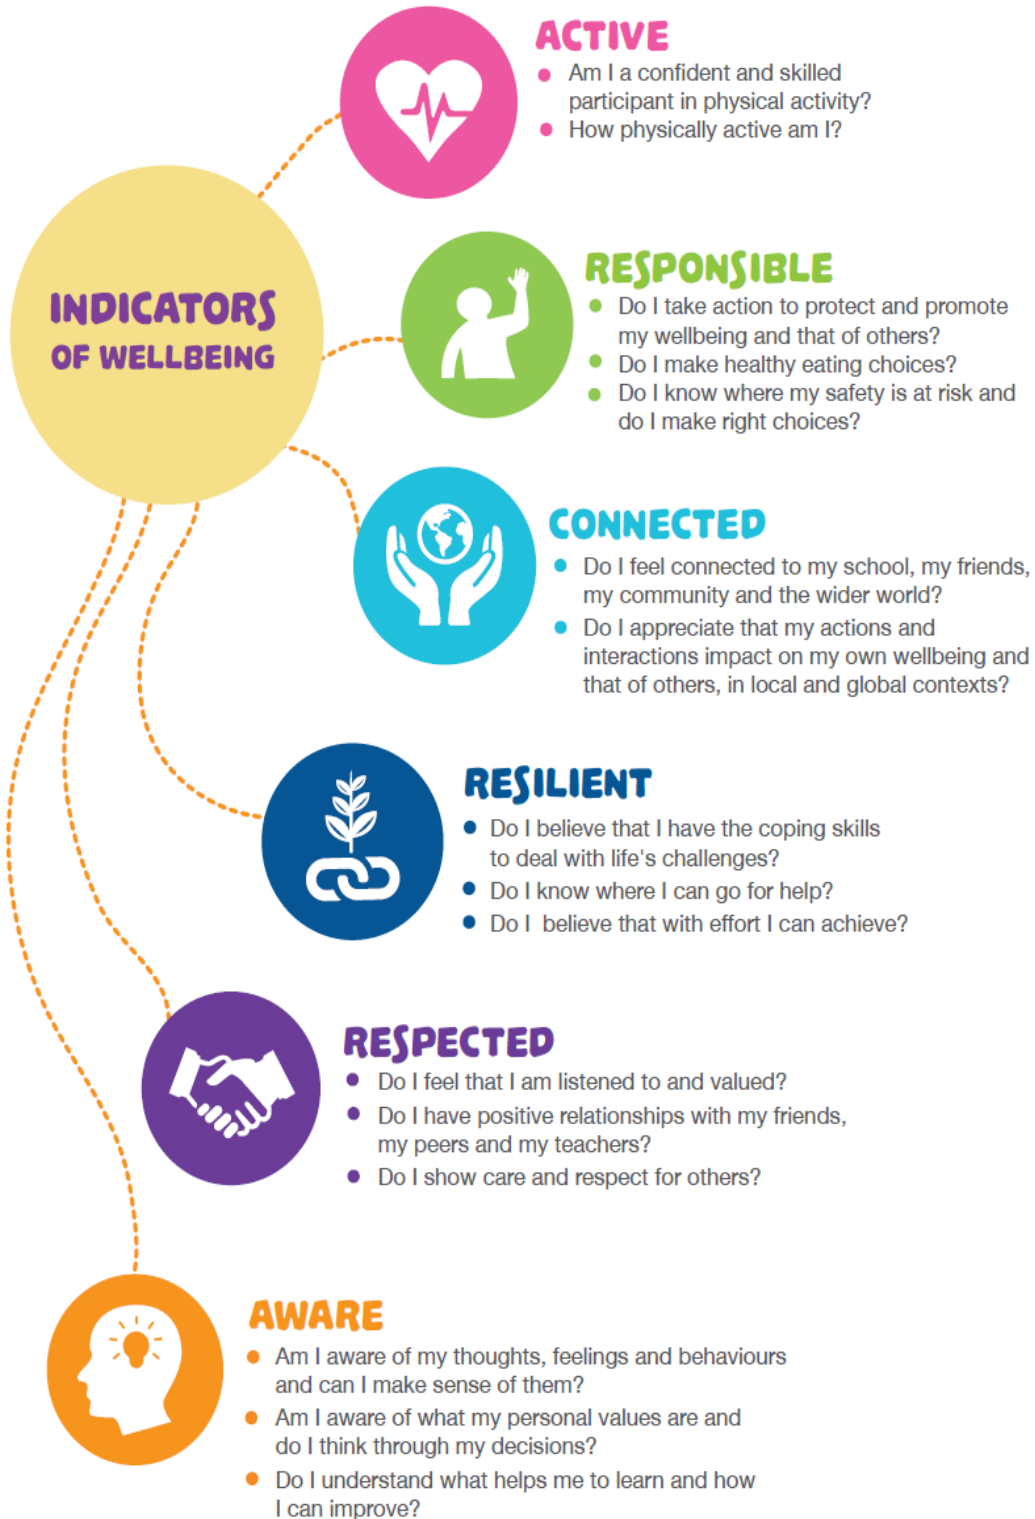 ACTIVE
Am I a confident and skilled
participant in physical activity?
How physically active am I?
INDICATORS
OF WELLBEING
RESPONSIBLE
Do I take action to protect and promote
my wellbeing and that of others?
Do I make healthy eating choices?
Do I know where my safety is at risk and
do I make right choices?
CONNECTED
Do I feel connected to my school, my friends,
my community and the wider world?
Do I appreciate that my actions and
interactions impact on my own wellbeing and
that of others, in local and global contexts?
RESILIENT
Do I believe that I have the coping skills
to deal with life's challenges?
Do I know where I can go for help?
Do I believe that with effort I can achieve?
RESPECTED
Do I feel that I am listened to and valued?
Do I have positive relationships with my friends,
my peers and my teachers?
Do I show care and respect for others?
AWARE
Am I aware of my thoughts, feelings and behaviours
and can I make sense of them?
Am I aware of what my personal values are and
do I think through my decisions?
Do I understand what helps me to learn and how
I can improve?